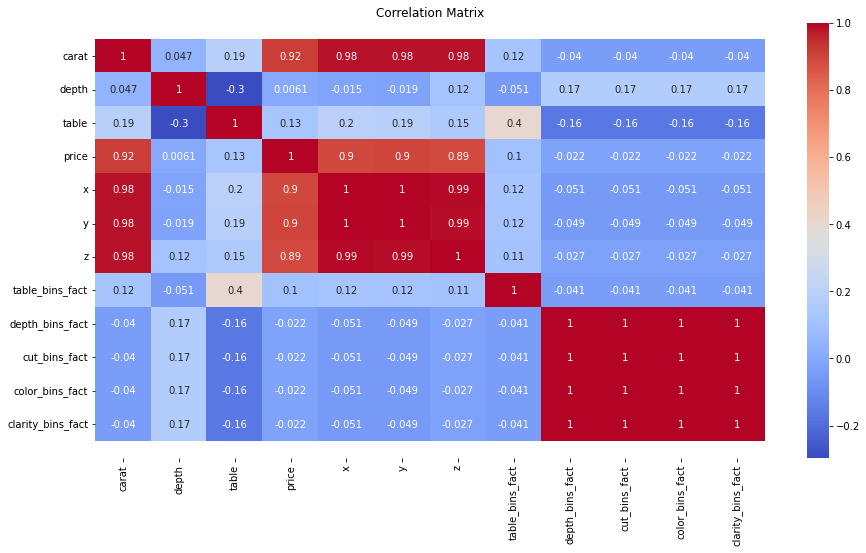 Correlation Matrix
carat 1 0.047 0.19 0.92 0.98 0.98 0.98 0.12 -0.04 -0.04 -0.04 -0.04
depth 0.047 1 -0.3 0.0061 -0.015 -0.019 0.12 -0.051 0.17 0.17 0.17 0.17
table 0.19 -0.3 1 0.13 0.2 0.19 0.15 0.4 -0.16 -0.16 -0.16 -0.16
price 0.92 0.0061 0.13 1 0.9 0.9 0.89 0.1 -0.022 -0.022 -0.022 -0.022
x 0.98 -0.015 0.2 0.9 1 1 0.99 0.12 -0.051 -0.051 -0.051 -0.051
y 0.98 -0.019 0.19 0.9 1 1 0.99 0.12 -0.049 -0.049 -0.049 -0.049
z 0.98 0.12 0.15 0.89 0.99 0.99 1 0.11 -0.027 -0.027 -0.027 -0.027
table_bins_fact 0.12 -0.051 0.4 0.1 0.12 0.12 0.11 1 -0.041 -0.041 -0.041 -0.041
depth_bins_fact -0.04 0.17 -0.16 -0.022 -0.051 -0.049 -0.027 -0.041 1 1 1 1
cut_bins_fact -0.04 0.17 -0.16 -0.022 -0.051 -0.049 -0.027 -0.041 1 1 1 1
color_bins_fact -0.04 0.17 -0.16 -0.022 -0.051 -0.049 -0.027 -0.041 1 1 1 1
clarity_bins_fact -0.04 0.17 -0.16 -0.022 -0.051 -0.049 -0.027 -0.041 1 1 1 1
carat depth table price x y z table_bins_fact depth_bins_fact cut_bins_fact color_bins_fact clarity_bins_fact
1.0
0.8
0.6
0.4
0.2
0.0
−0.2